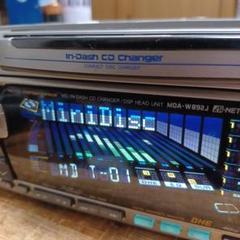 In-Dash CD Changer
COMPACT DISC CHANGER
MD/IN-DASH CD CHANGER/DSP HEAD UNIT MDA-W892J
MiniDisc
MD T-01